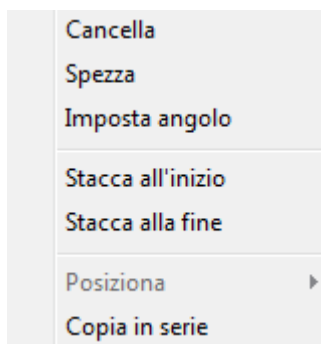 Cancella
Spezza
Imposta angolo
Stacca all'inizio
Stacca alla fine
Posiziona
Copia in serie